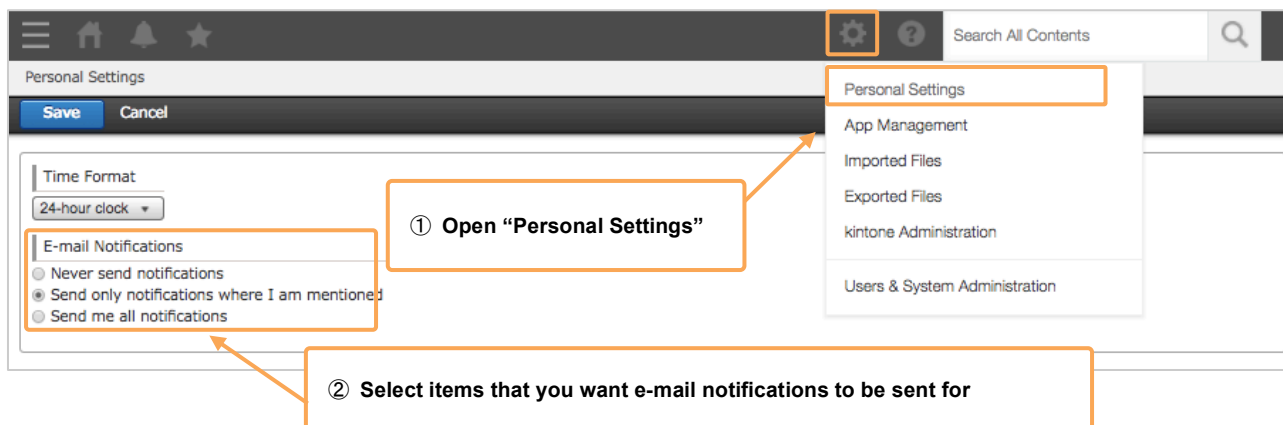 Search All Contents
Personal Settings
Save Cancel
Personal Settings
App Management
Imported Files
Exported Files
kintone Administration
Users & System Administration
Time Format
24-hour clock
E-mail Notifications
Never send notifications
Send only notifications where I am mentioned
Send me all notifications
① Open “Personal Settings”
② Select items that you want e-mail notifications to be sent for